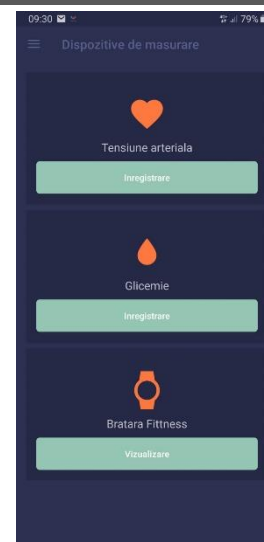 09:30 79%
Dispozitive de masurare
Tensiune arteriala
Inregistrare
Glicemie
Inregistrare
Bratara Fittness
Vizualizare